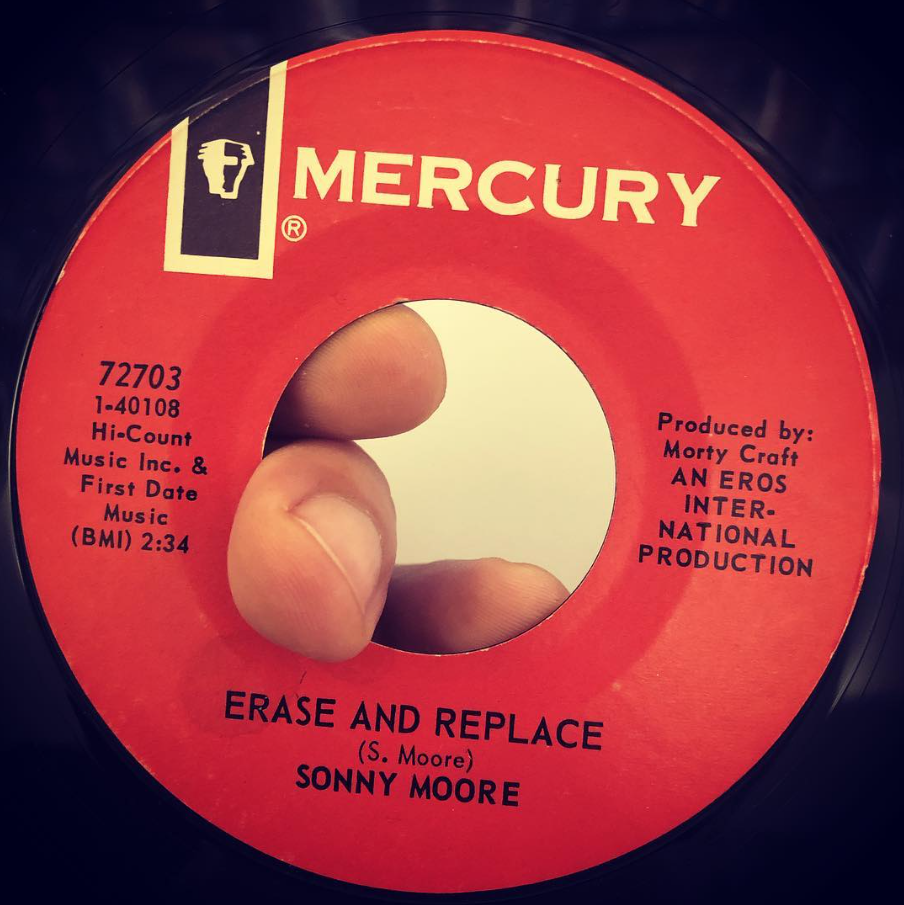 MERCURY
®
72703
1-40108
Hi-Count
Music Inc. &
First Date
Music
(BMI) 2:34
Produced by:
Morty Craft
AN EROS
INTER-
NATIONAL
PRODUCTION
ERASE AND REPLACE
(S. Moore)
SONNY MOORE